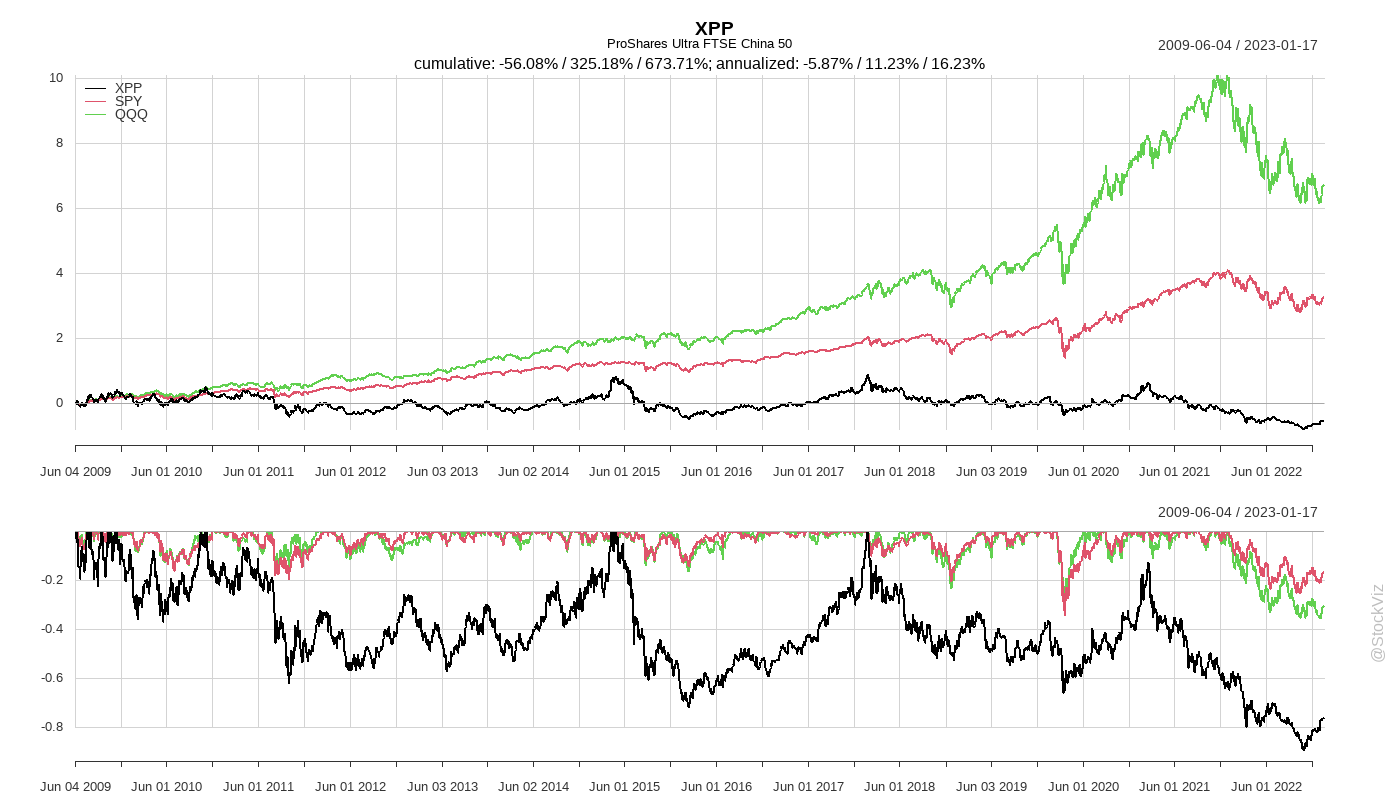 XPP
ProShares Ultra FTSE China 50
2009-06-04 / 2023-01-17
cumulative: -56.08% / 325.18% / 673.71%; annualized: -5.87% / 11.23% / 16.23%
10
8
6
4
2
0
XPP
SPY
QQQ
Jun 04 2009 Jun 01 2010 Jun 01 2011 Jun 01 2012 Jun 03 2013 Jun 02 2014 Jun 01 2015 Jun 01 2016 Jun 01 2017 Jun 01 2018 Jun 03 2019 Jun 01 2020 Jun 01 2021 Jun 01 2022
2009-06-04 / 2023-01-17
-0.2
-0.4
-0.6
-0.8
Jun 04 2009 Jun 01 2010 Jun 01 2011 Jun 01 2012 Jun 03 2013 Jun 02 2014 Jun 01 2015 Jun 01 2016 Jun 01 2017 Jun 01 2018 Jun 03 2019 Jun 01 2020 Jun 01 2021 Jun 01 2022
@StockViz